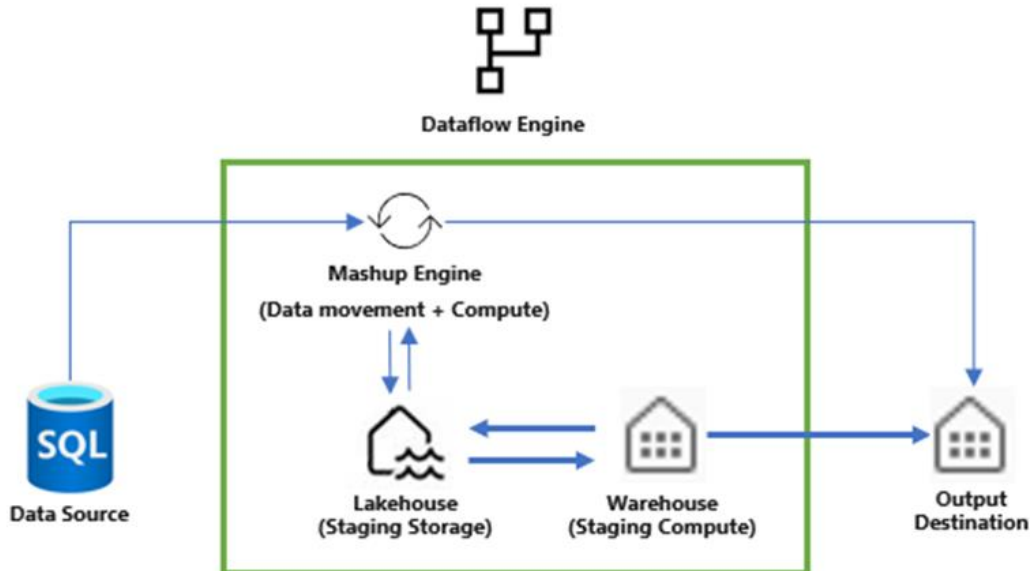 Dataflow Engine
Mashup Engine
(Data movement + Compute)
SQL
Data Source
Lakehouse
(Staging Storage)
Warehouse
(Staging Compute)
Output
Destination